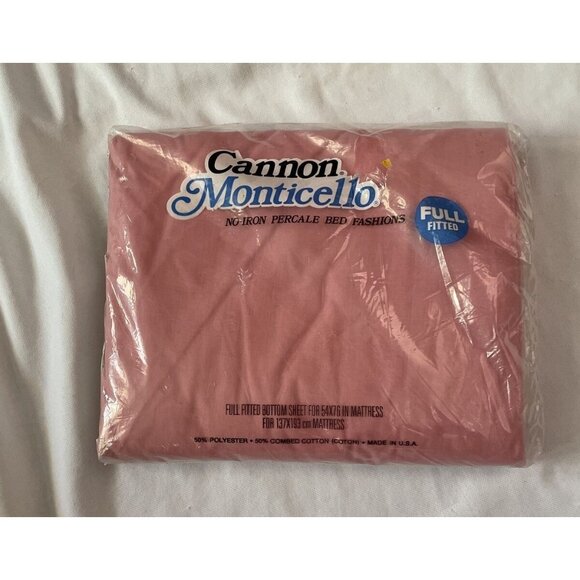 Cannon
Monticello
NO-IRON PERCALE BED FASHIONS
FULL
FITTED
FULL FITTED BOTTOM SHEET FOR 54X76 IN MATTRESS
FOR 137X193 cm MATTRESS
50% POLYESTER • 50% COMBED COTTON (COTON) • MADE IN U.S.A.